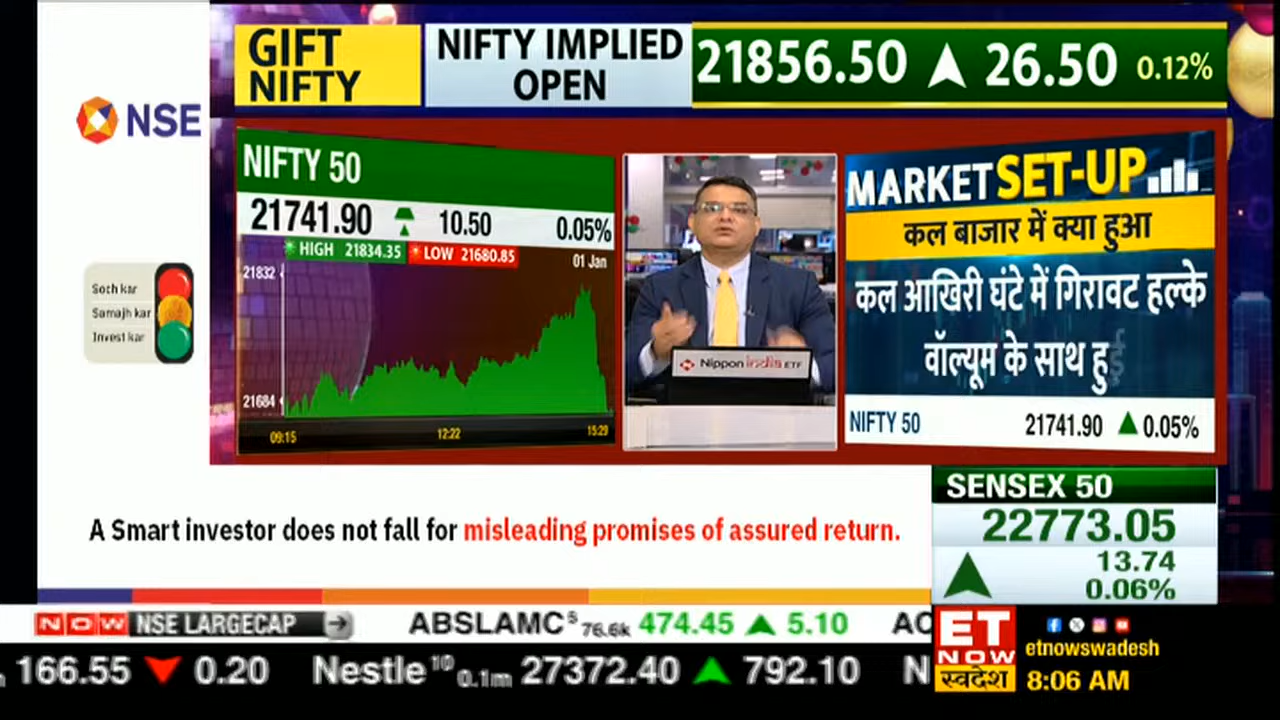 GIFT NIFTY
NIFTY IMPLIED OPEN
21856.50 ▲ 26.50 0.12%
NSE
NIFTY 50
21741.90 10.50 0.05%
HIGH 21834.35 LOW 21680.85
01 Jan
21832
21684
09:15 12:22 15:29
Soch kar
Samajh kar
Invest kar
Nippon india ETF
MARKET SET-UP
कल बाजार में क्या हुआ
कल आखिरी घंटे में गिरावट हल्के
वॉल्यूम के साथ हुई
NIFTY 50 21741.90 ▲ 0.05%
A Smart investor does not fall for misleading promises of assured return.
SENSEX 50
22773.05
▲ 13.74
0.06%
NOW NSE LARGECAP ABSLAMC S 76.6k 474.45 ▲ 5.10 AC
166.55 ▼ 0.20 Nestle 10 0.1m 27372.40 ▲ 792.10 N
ET
NOW
स्वदेश
etnowswadesh
8:06 AM